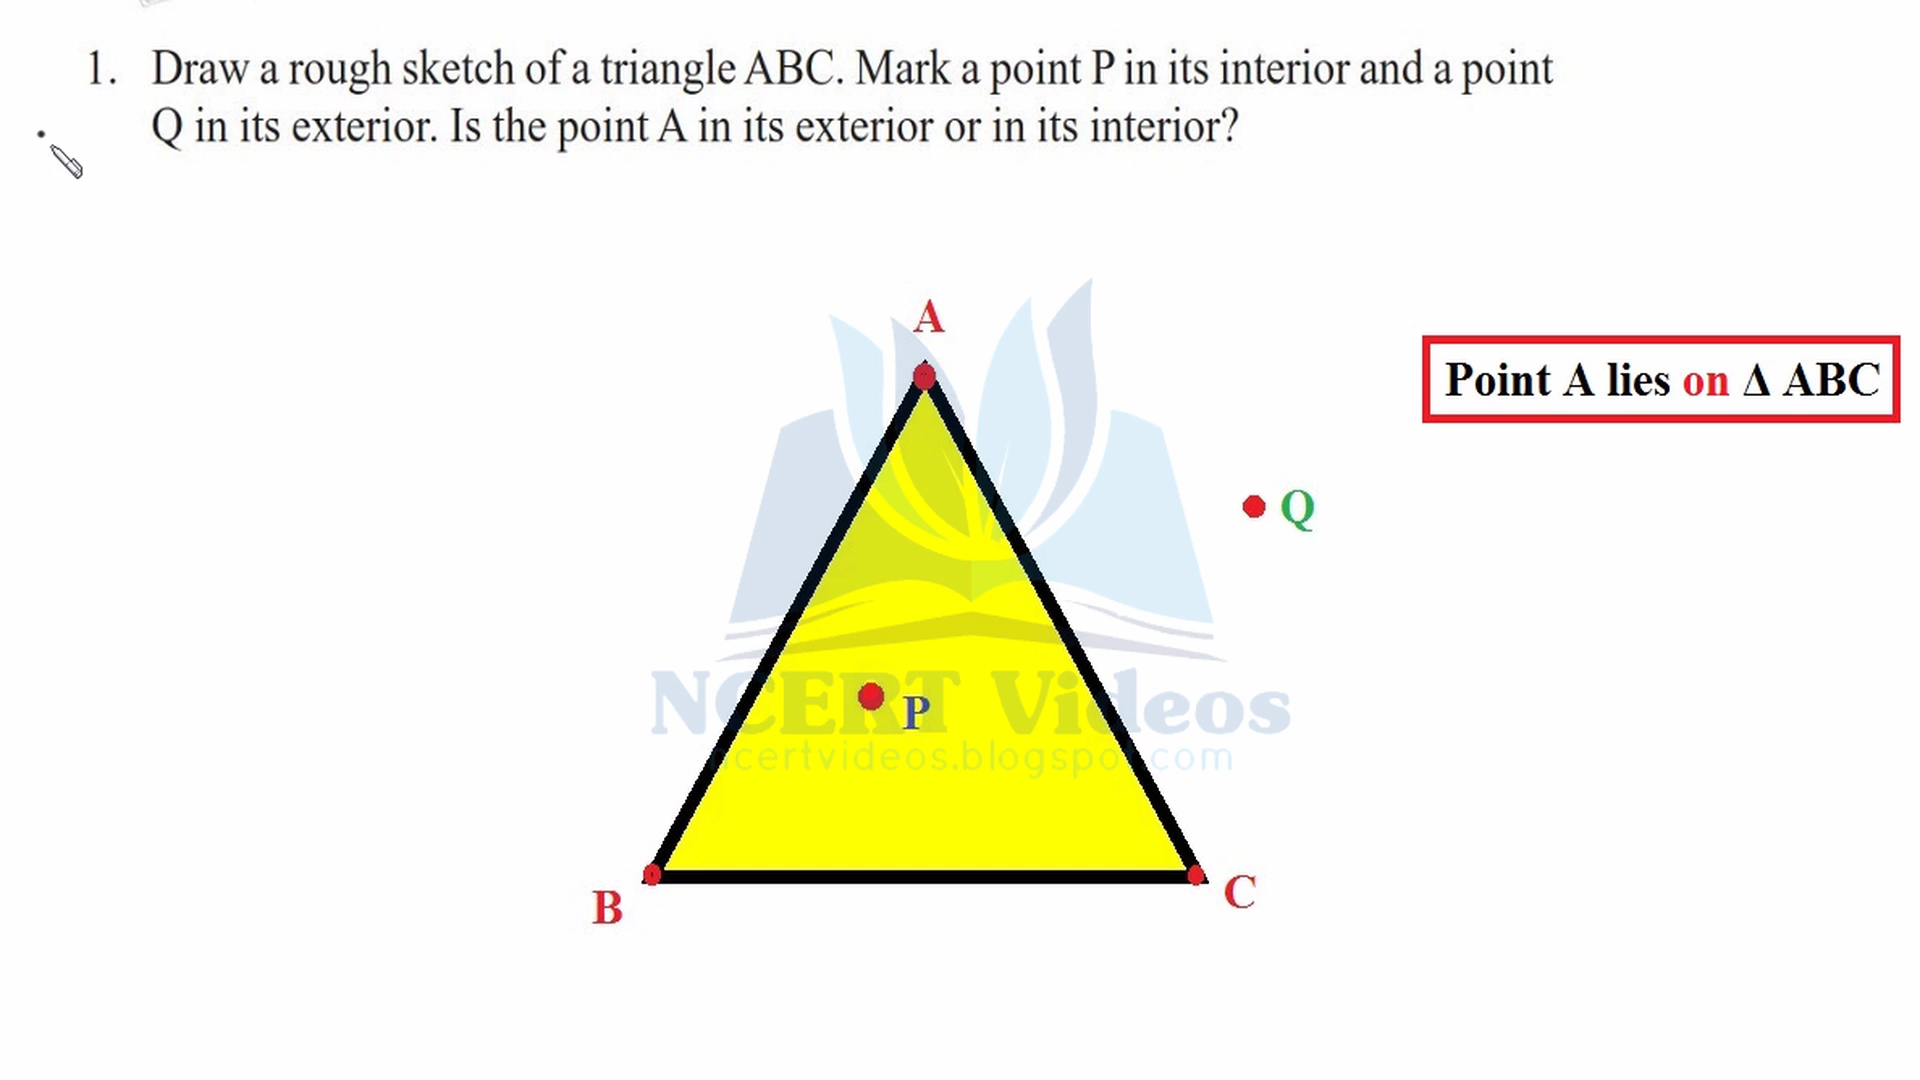 1. Draw a rough sketch of a triangle ABC. Mark a point P in its interior and a point
Q in its exterior. Is the point A in its exterior or in its interior?
A
Point A lies on Δ ABC
Q
NCERT Videos
P
ncertvideos.blogspot.com
B
C